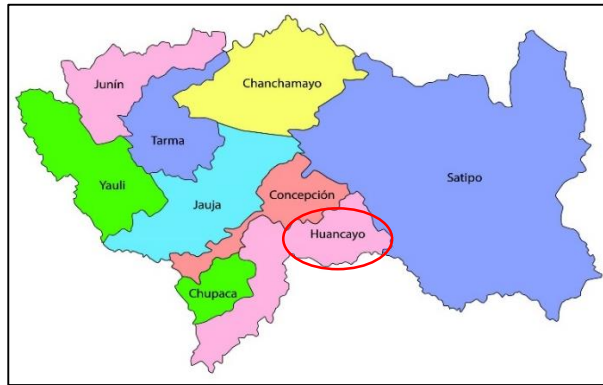 Junín
Chanchamayo
Tarma
Satipo
Yauli
Concepción
Jauja
Huancayo
Chupaca